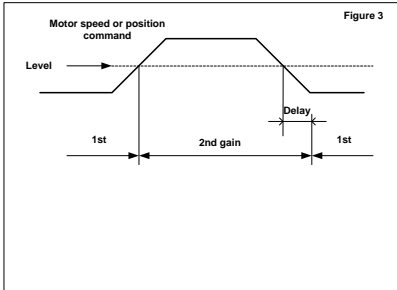 Figure 3
Motor speed or position
command
Level
Delay
1st
2nd gain
1st